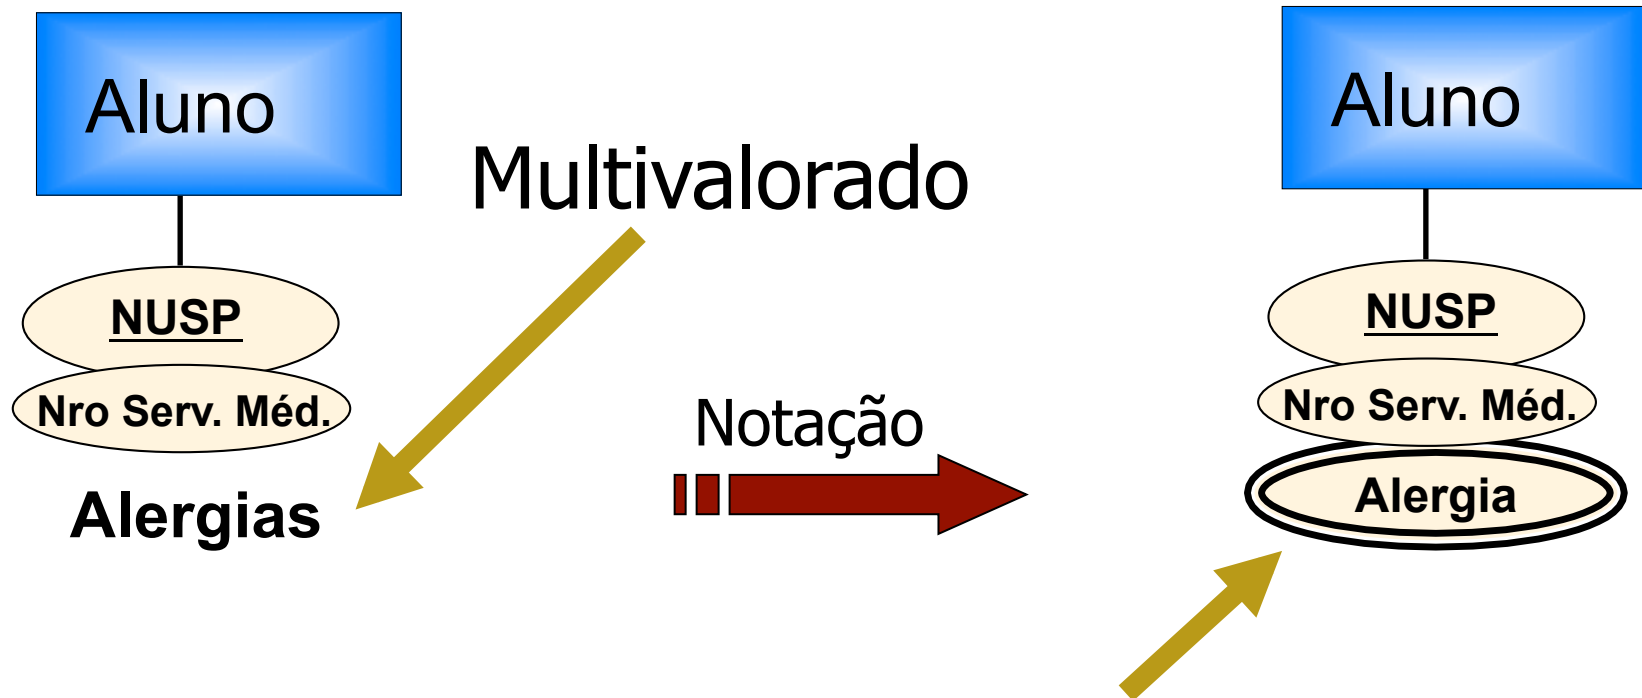 Aluno
Multivalorado
NUSP
Nro Serv. Méd.
Alergias
Notação
Aluno
NUSP
Nro Serv. Méd.
Alergia